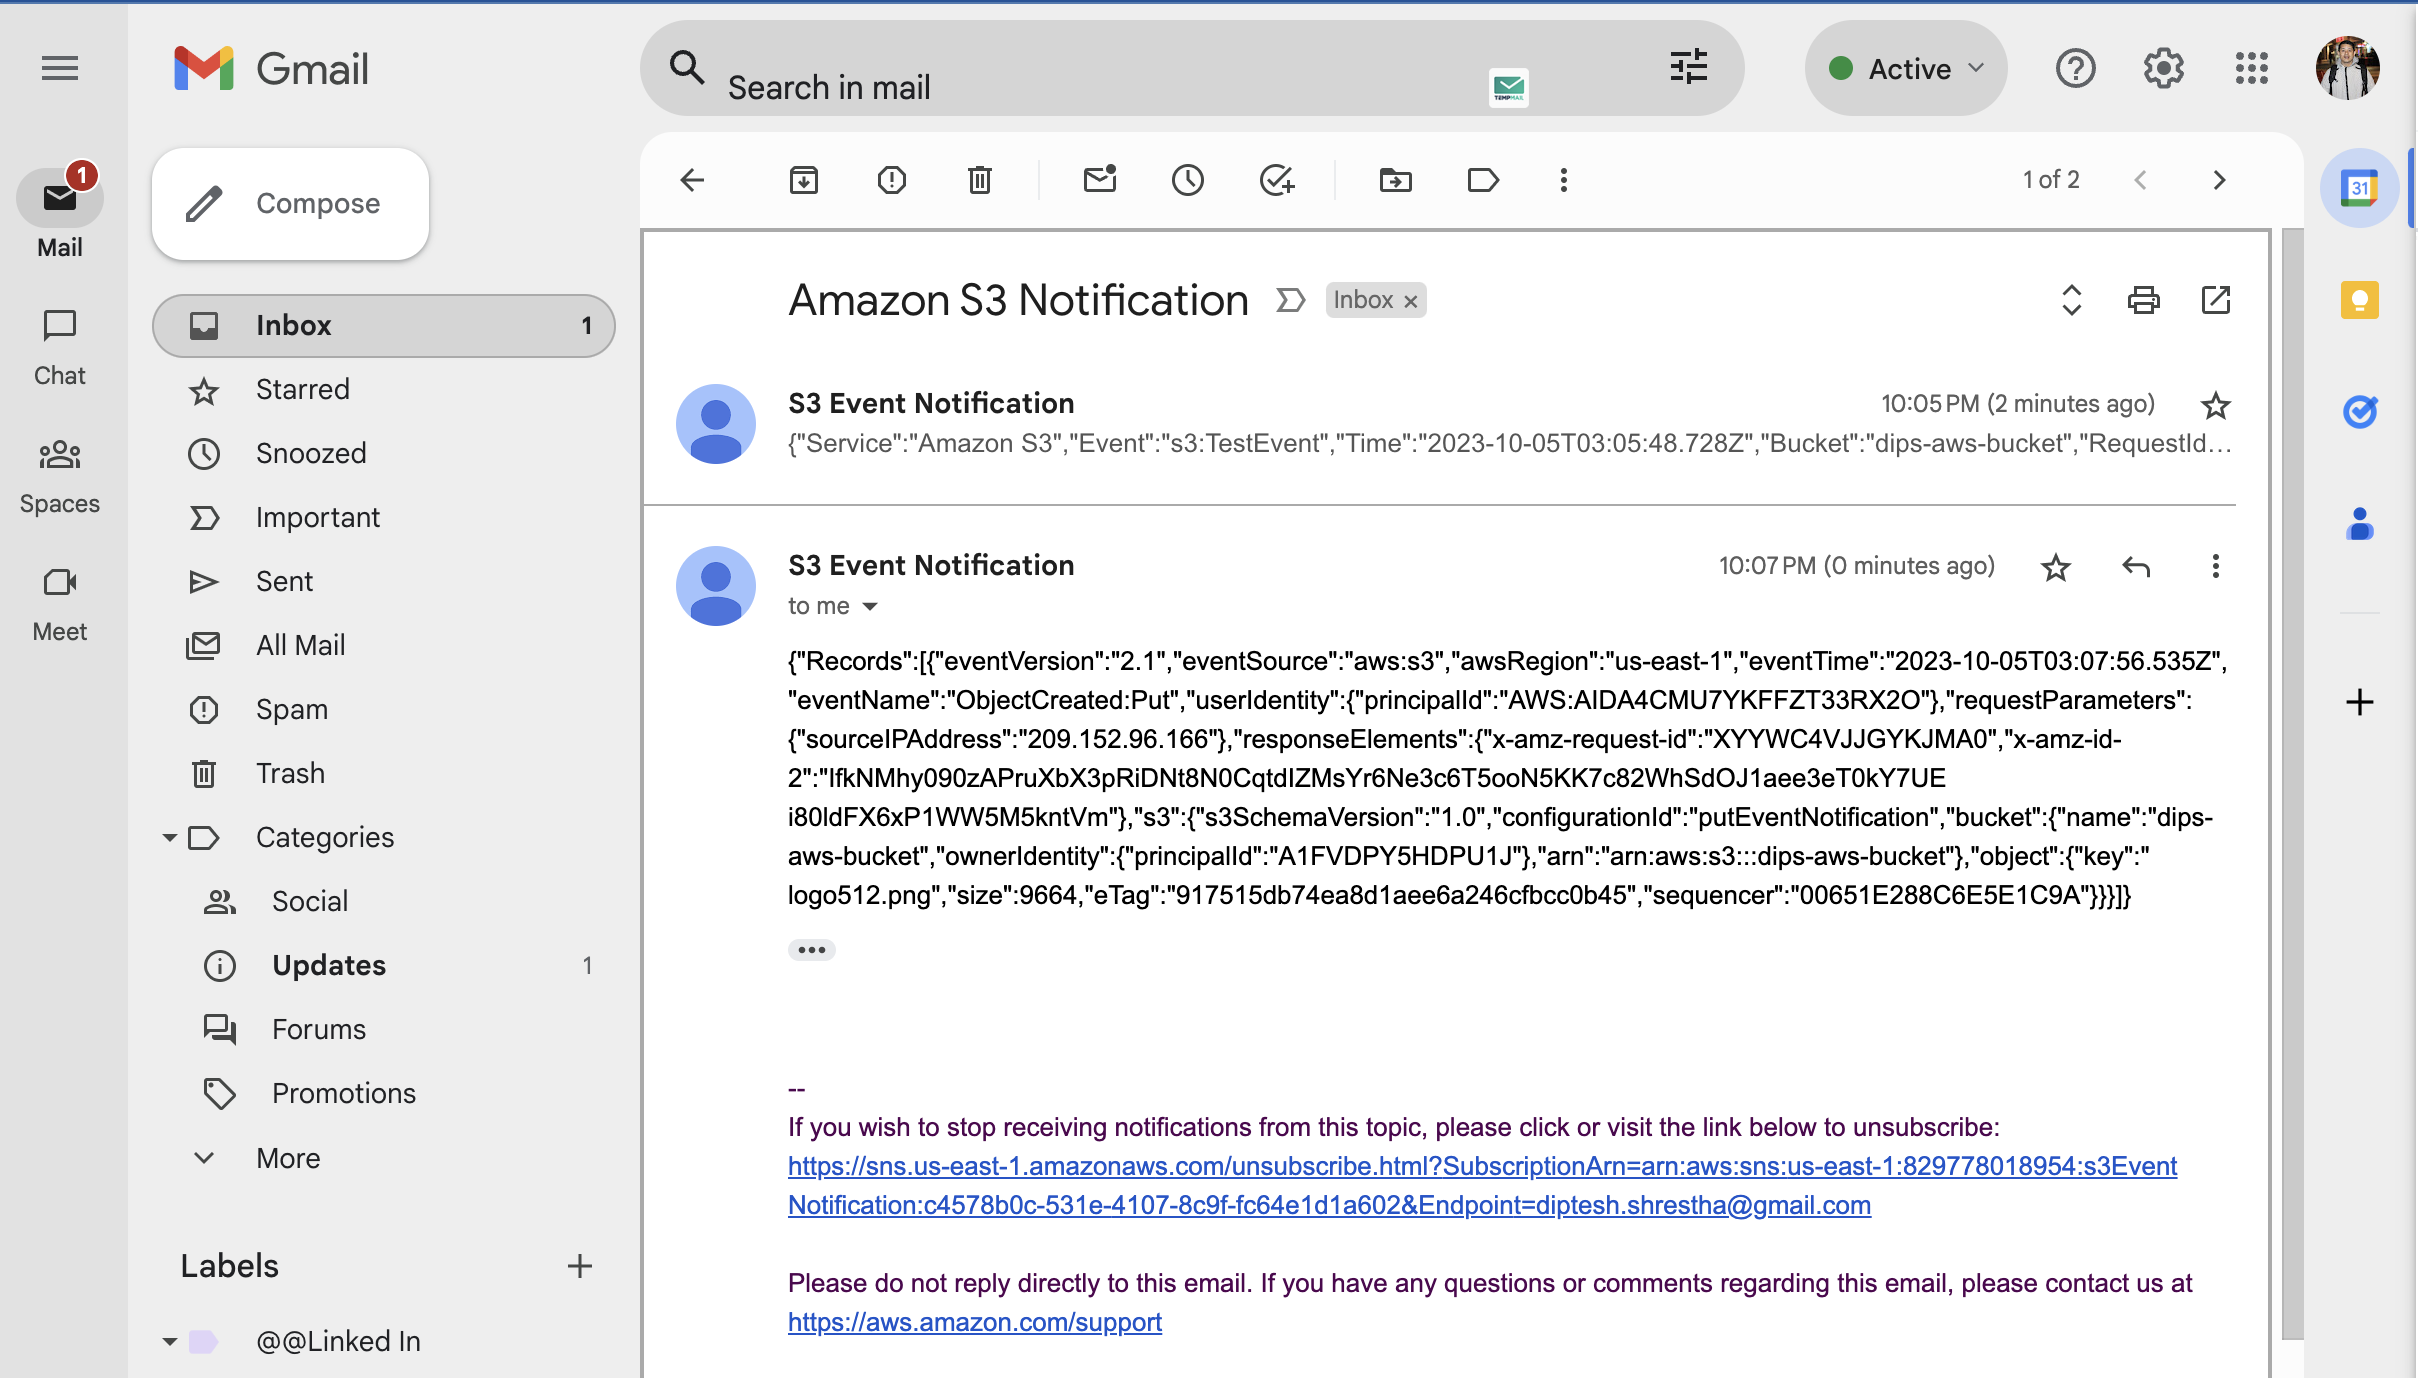 Gmail
Search in mail
TEMPMAIL
Active
1
Mail
Chat
Spaces
Meet
Compose
Inbox 1
Starred
Snoozed
Important
Sent
All Mail
Spam
Trash
Categories
Social
Updates 1
Forums
Promotions
More
Labels
@@Linked In
1 of 2
31
Amazon S3 Notification Inbox ×
S3 Event Notification 10:05 PM (2 minutes ago)
{"Service":"Amazon S3","Event":"s3:TestEvent","Time":"2023-10-05T03:05:48.728Z","Bucket":"dips-aws-bucket","RequestId…
S3 Event Notification 10:07 PM (0 minutes ago)
to me
{"Records":[{"eventVersion":"2.1","eventSource":"aws:s3","awsRegion":"us-east-1","eventTime":"2023-10-05T03:07:56.535Z",
"eventName":"ObjectCreated:Put","userIdentity":{"principalId":"AWS:AIDA4CMU7YKFFZT33RX2O"},"requestParameters":
{"sourceIPAddress":"209.152.96.166"},"responseElements":{"x-amz-request-id":"XYYWC4VJJGYKJMA0","x-amz-id-
2":"IfkNMhy090zAPruXbX3pRiDNt8N0CqtdIZMsYr6Ne3c6T5ooN5KK7c82WhSdOJ1aee3eT0kY7UE
i80ldFX6xP1WW5M5kntVm"},"s3":{"s3SchemaVersion":"1.0","configurationId":"putEventNotification","bucket":{"name":"dips-
aws-bucket","ownerIdentity":{"principalId":"A1FVDPY5HDPU1J"},"arn":"arn:aws:s3:::dips-aws-bucket"},"object":{"key":"
logo512.png","size":9664,"eTag":"917515db74ea8d1aee6a246cfbcc0b45","sequencer":"00651E288C6E5E1C9A"}}}]}
--
If you wish to stop receiving notifications from this topic, please click or visit the link below to unsubscribe:
https://sns.us-east-1.amazonaws.com/unsubscribe.html?SubscriptionArn=arn:aws:sns:us-east-1:829778018954:s3Event
Notification:c4578b0c-531e-4107-8c9f-fc64e1d1a602&Endpoint=diptesh.shrestha@gmail.com
Please do not reply directly to this email. If you have any questions or comments regarding this email, please contact us at
https://aws.amazon.com/support